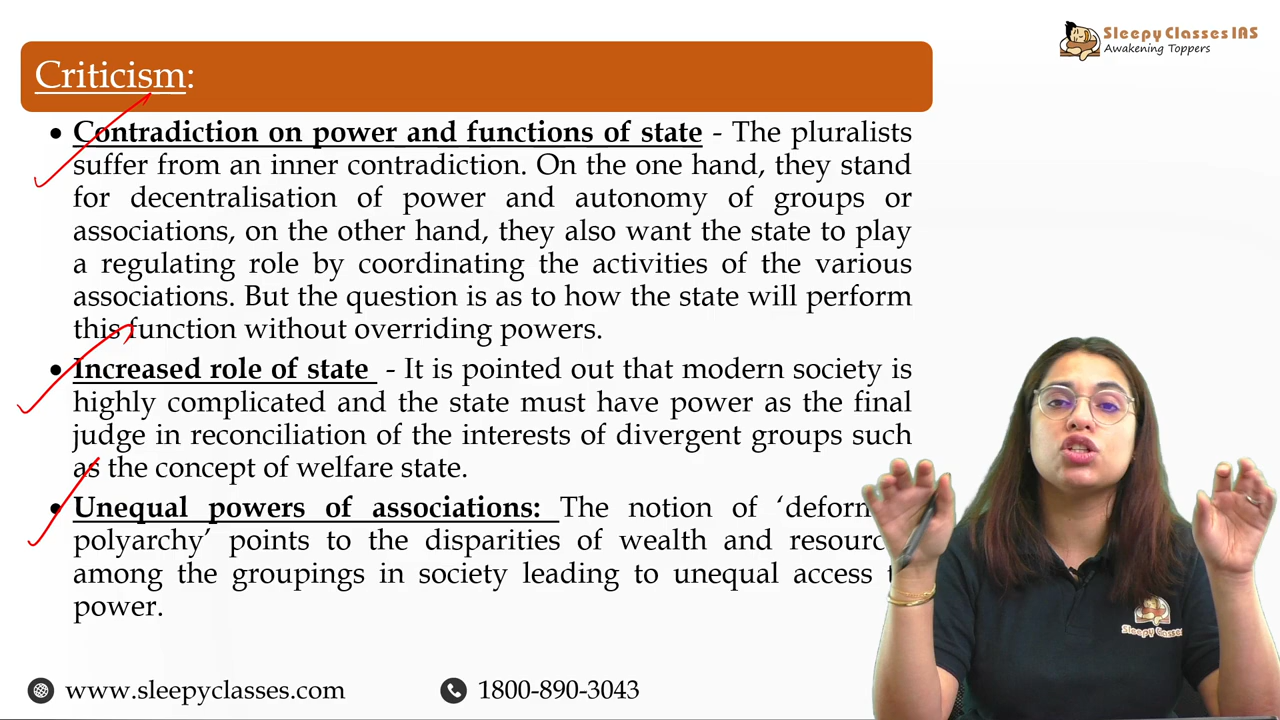 Sleepy Classes IAS
Awakening Toppers
Criticism:
• Contradiction on power and functions of state - The pluralists
suffer from an inner contradiction. On the one hand, they stand
for decentralisation of power and autonomy of groups or
associations, on the other hand, they also want the state to play
a regulating role by coordinating the activities of the various
associations. But the question is as to how the state will perform
this function without overriding powers.
• Increased role of state - It is pointed out that modern society is
highly complicated and the state must have power as the final
judge in reconciliation of the interests of divergent groups such
as the concept of welfare state.
• Unequal powers of associations: The notion of ‘deform
polyarchy’ points to the disparities of wealth and resourc
among the groupings in society leading to unequal access
power.
Sleepy Classes
www.sleepyclasses.com
1800-890-3043